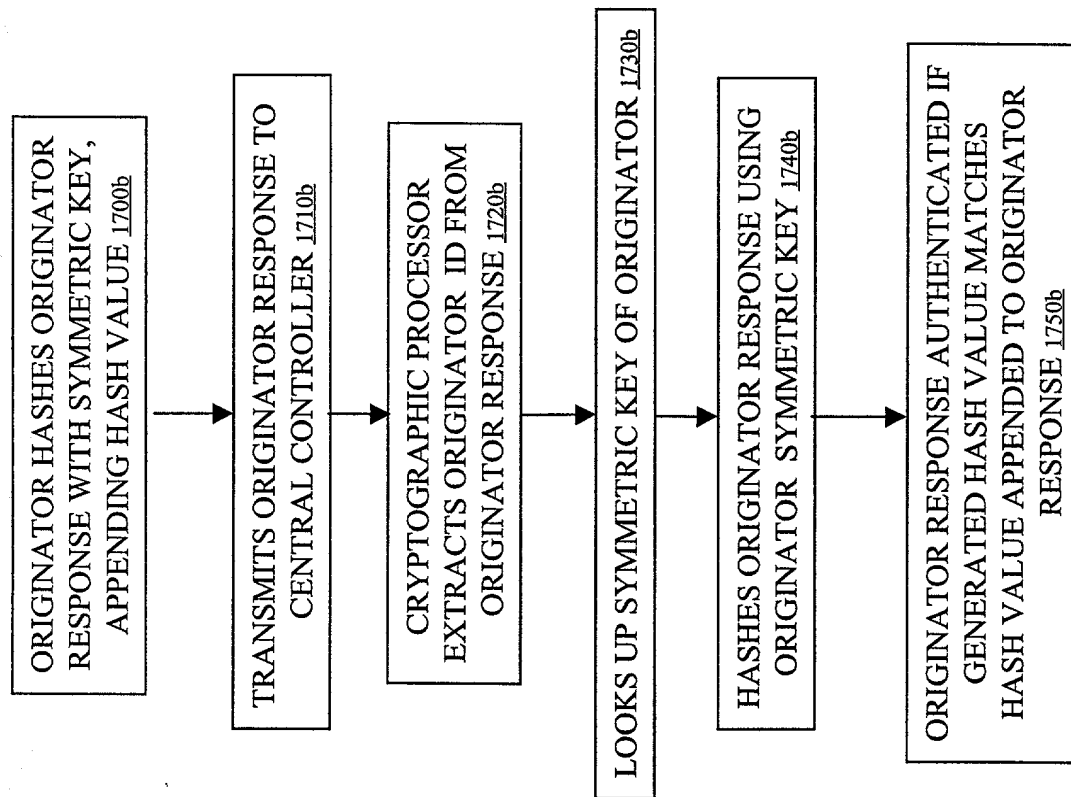 ORIGINATOR HASHES ORIGINATOR
RESPONSE WITH SYMMETRIC KEY,
APPENDING HASH VALUE 1700b
TRANSMITS ORIGINATOR RESPONSE TO
CENTRAL CONTROLLER 1710b
CRYPTOGRAPHIC PROCESSOR
EXTRACTS ORIGINATOR ID FROM
ORIGINATOR RESPONSE 1720b
LOOKS UP SYMMETRIC KEY OF ORIGINATOR 1730b
HASHES ORIGINATOR RESPONSE USING
ORIGINATOR SYMMETRIC KEY 1740b
ORIGINATOR RESPONSE AUTHENTICATED IF
GENERATED HASH VALUE MATCHES
HASH VALUE APPENDED TO ORIGINATOR
RESPONSE 1750b